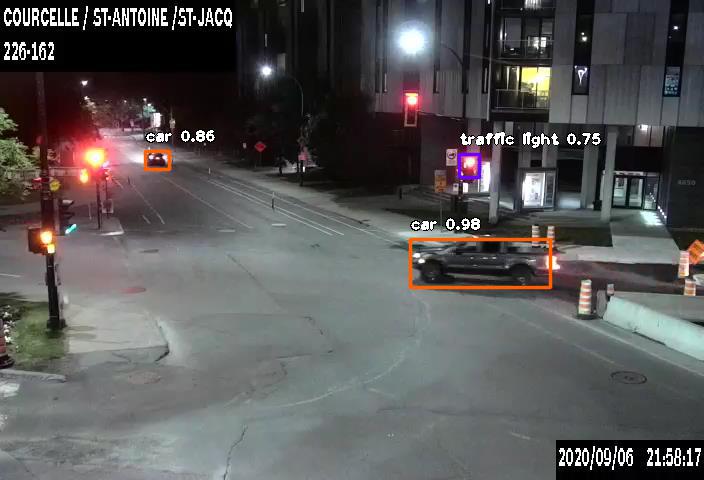 COURCELLE / ST-ANTOINE /ST-JACQ
226-162
car 0.86
traffic light 0.75
car 0.98
2020/09/06 21:58:17